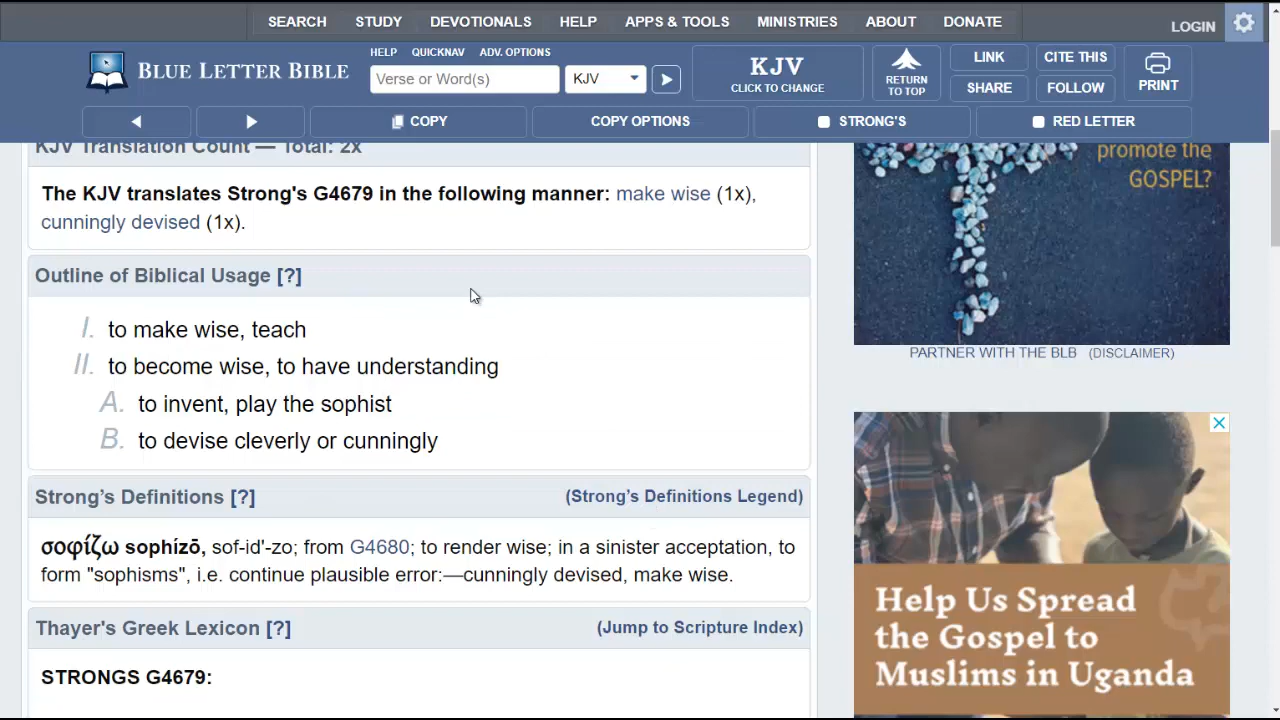 SEARCH STUDY DEVOTIONALS HELP APPS & TOOLS MINISTRIES ABOUT DONATE LOGIN
HELP QUICKNAV ADV. OPTIONS
BLUE LETTER BIBLE
Verse or Word(s) KJV
KJV
CLICK TO CHANGE
RETURN
TO TOP
LINK CITE THIS
SHARE FOLLOW
PRINT
COPY COPY OPTIONS STRONG'S RED LETTER
KJV Translation Count — Total: 2x
The KJV translates Strong's G4679 in the following manner: make wise (1x),
cunningly devised (1x).
Outline of Biblical Usage [?]
I. to make wise, teach
II. to become wise, to have understanding
A. to invent, play the sophist
B. to devise cleverly or cunningly
Strong’s Definitions [?] (Strong’s Definitions Legend)
σοφίζω sophízō, sof-id'-zo; from G4680; to render wise; in a sinister acceptation, to
form "sophisms", i.e. continue plausible error:—cunningly devised, make wise.
Thayer's Greek Lexicon [?] (Jump to Scripture Index)
STRONGS G4679:
promote the
GOSPEL?
PARTNER WITH THE BLB (DISCLAIMER)
Help Us Spread
the Gospel to
Muslims in Uganda